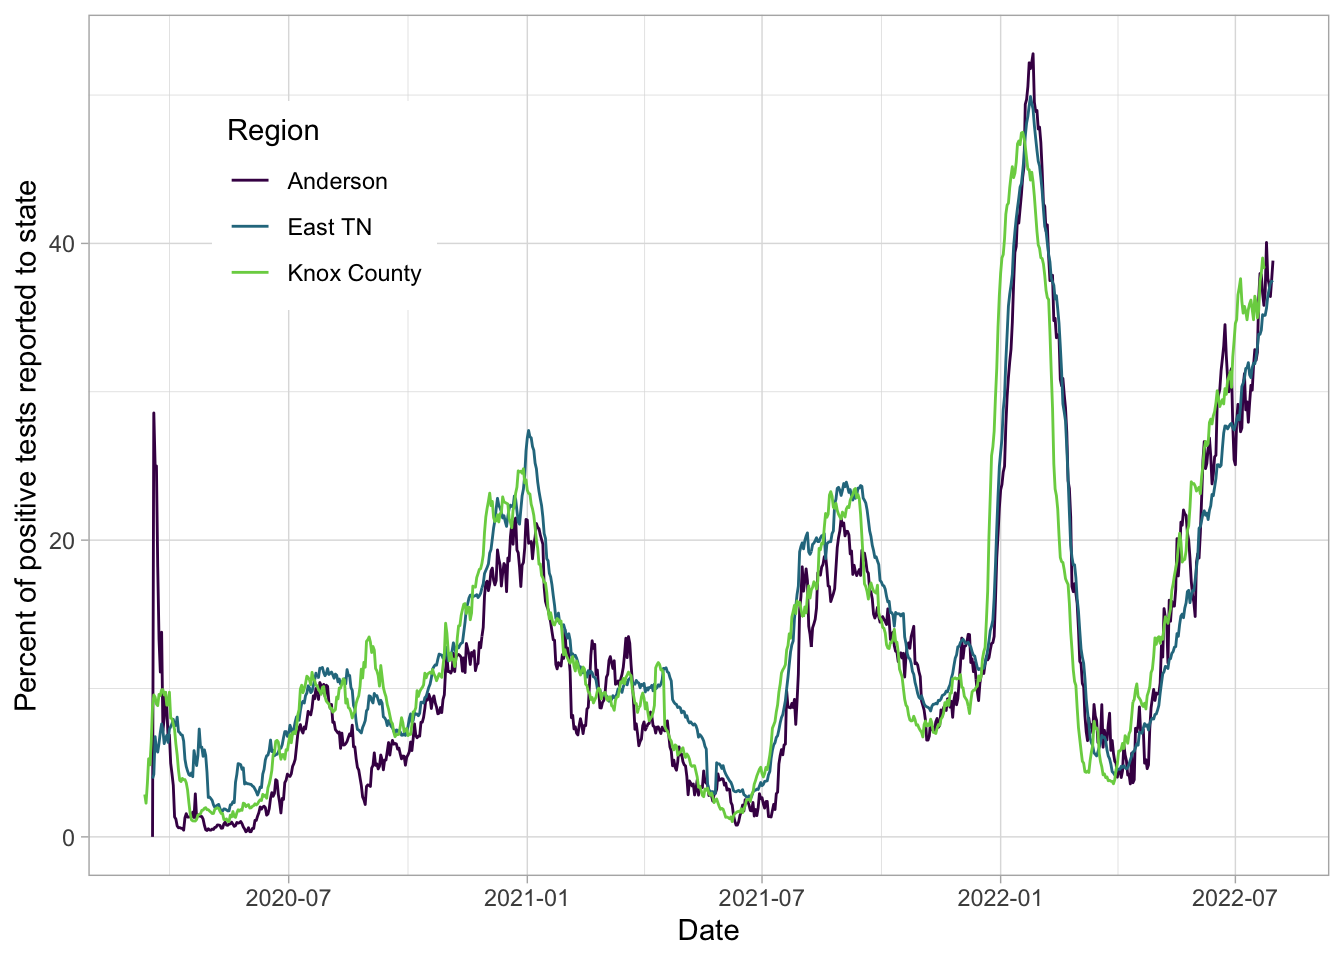 Region
Anderson
East TN
Knox County
Percent of positive tests reported to state
40
20
0
2020-07
2021-01
2021-07
2022-01
2022-07
Date